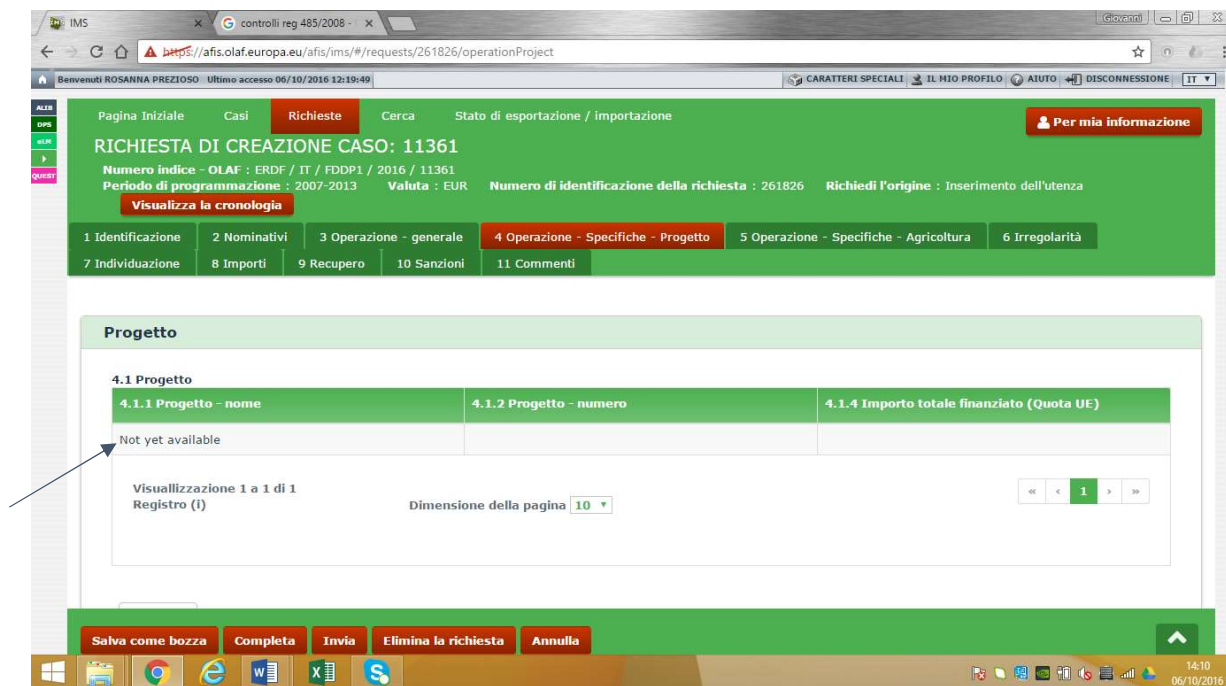 IMS
controlli reg 485/2008 -
Giovanni
https://afis.olaf.europa.eu/afis/ims/#/requests/261826/operationProject
Benvenuti ROSANNA PREZIOSO Ultimo accesso 06/10/2016 12:19:49
CARATTERI SPECIALI IL MIO PROFILO AIUTO DISCONNESSIONE IT
Pagina Iniziale Casi Richieste Cerca Stato di esportazione / importazione
Per mia informazione
RICHIESTA DI CREAZIONE CASO: 11361
Numero indice - OLAF : ERDF / IT / FDDP1 / 2016 / 11361
Periodo di programmazione : 2007-2013 Valuta : EUR Numero di identificazione della richiesta : 261826 Richiedi l'origine : Inserimento dell'utenza
Visualizza la cronologia
DPS
QUEST
1 Identificazione 2 Nominativi 3 Operazione - generale 4 Operazione - Specifiche - Progetto 5 Operazione - Specifiche - Agricoltura 6 Irregolarità
7 Individuazione 8 Importi 9 Recupero 10 Sanzioni 11 Commenti
Progetto
4.1 Progetto
4.1.1 Progetto - nome 4.1.2 Progetto - numero 4.1.4 Importo totale finanziato (Quota UE)
Not yet available
Visuallizzazione 1 a 1 di 1
Registro (i)
Dimensione della pagina 10
« ‹ 1 › »
Salva come bozza Completa Invia Elimina la richiesta Annulla
14:10
06/10/2016